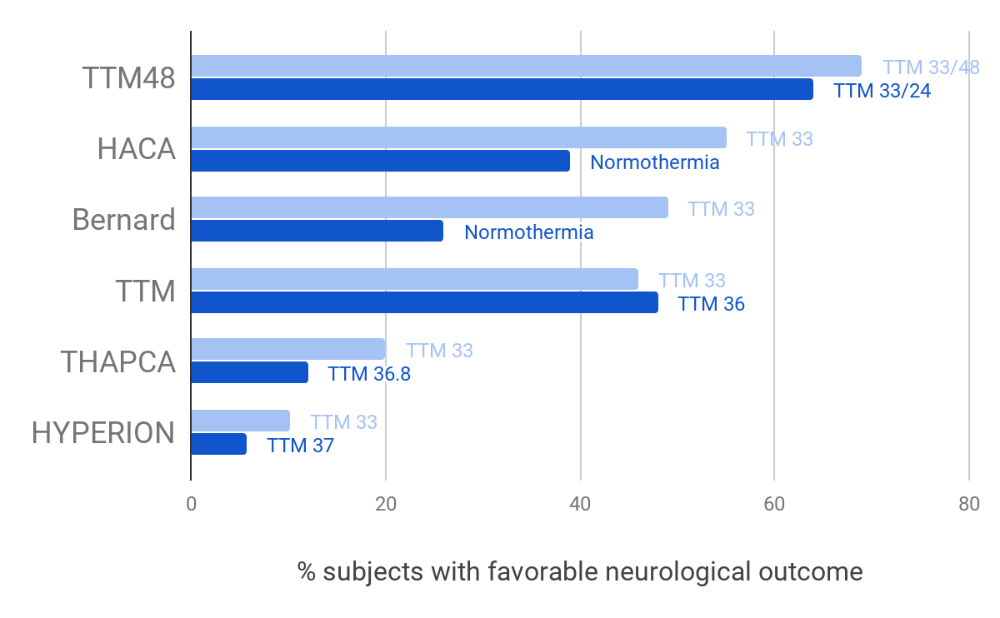 TTM48
TTM 33/48
TTM 33/24
HACA
TTM 33
Normothermia
Bernard
TTM 33
Normothermia
TTM
TTM 33
TTM 36
THAPCA
TTM 33
TTM 36.8
HYPERION
TTM 33
TTM 37
0 20 40 60 80
% subjects with favorable neurological outcome